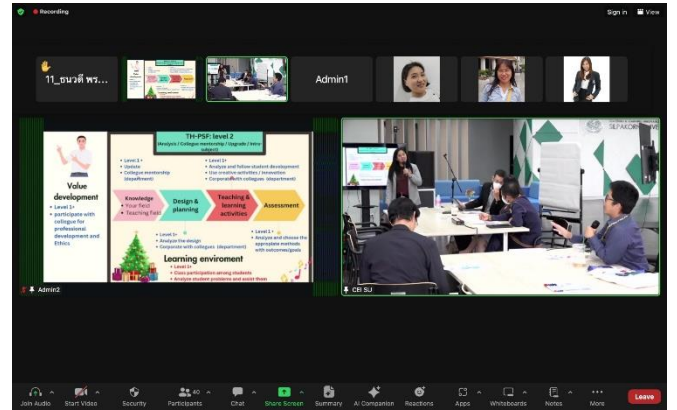 Recording
Sign in
View
11_ธนวดี พร...
Admin1
TH-PSF: level 2
(Analysis / Collegue mentorship / Upgrade / Intra-subject)
Value
development
• Level 1+
• participate with
collegue for
professional
development and
Ethics
• Level 1+
• Update
• Collegue mentorship
(department)
• Level 1+
• Analyze and follow student development
• Use creative activities / innovation
• Corporate with collegues (department)
Knowledge
• Your field
• Teaching field
Design &
planning
Teaching &
learning
activities
Assessment
• Level 1+
• Analyze the design
• Corporate with collegues (department)
• Level 1 +
• Analyze and choose the
appropiate methods
with outcomes/goals
Learning enviroment
• Level 1+
• Cross participation among students
• Analyze student problems and avoid them
Admin2
CEI SU
Join Audio
Start Video
Security
Participants
40
Chat
Share Screen
Summary
AI Companion
Reactions
Apps
Whiteboards
Notes
More
Leave